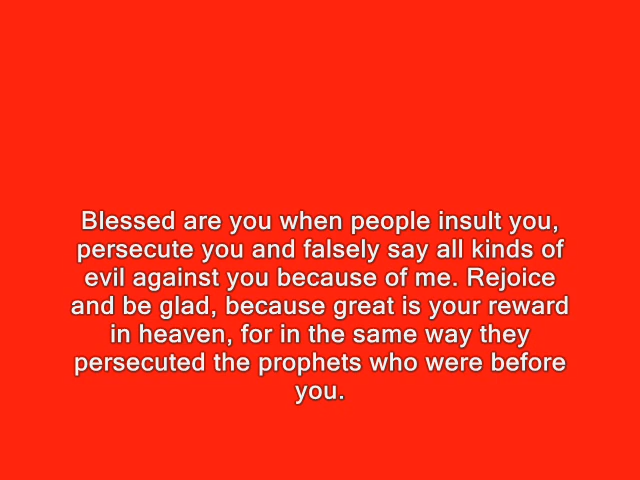 Blessed are you when people insult you,
persecute you and falsely say all kinds of
evil against you because of me. Rejoice
and be glad, because great is your reward
in heaven, for in the same way they
persecuted the prophets who were before
you.